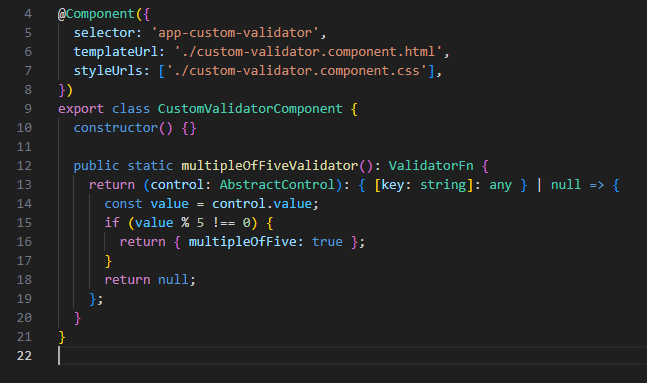 4 @Component({
5 selector: 'app-custom-validator',
6 templateUrl: './custom-validator.component.html',
7 styleUrls: ['./custom-validator.component.css'],
8 })
9 export class CustomValidatorComponent {
10 constructor() {}
11
12 public static multipleOfFiveValidator(): ValidatorFn {
13 return (control: AbstractControl): { [key: string]: any } | null => {
14 const value = control.value;
15 if (value % 5 !== 0) {
16 return { multipleOfFive: true };
17 }
18 return null;
19 };
20 }
21 }
22